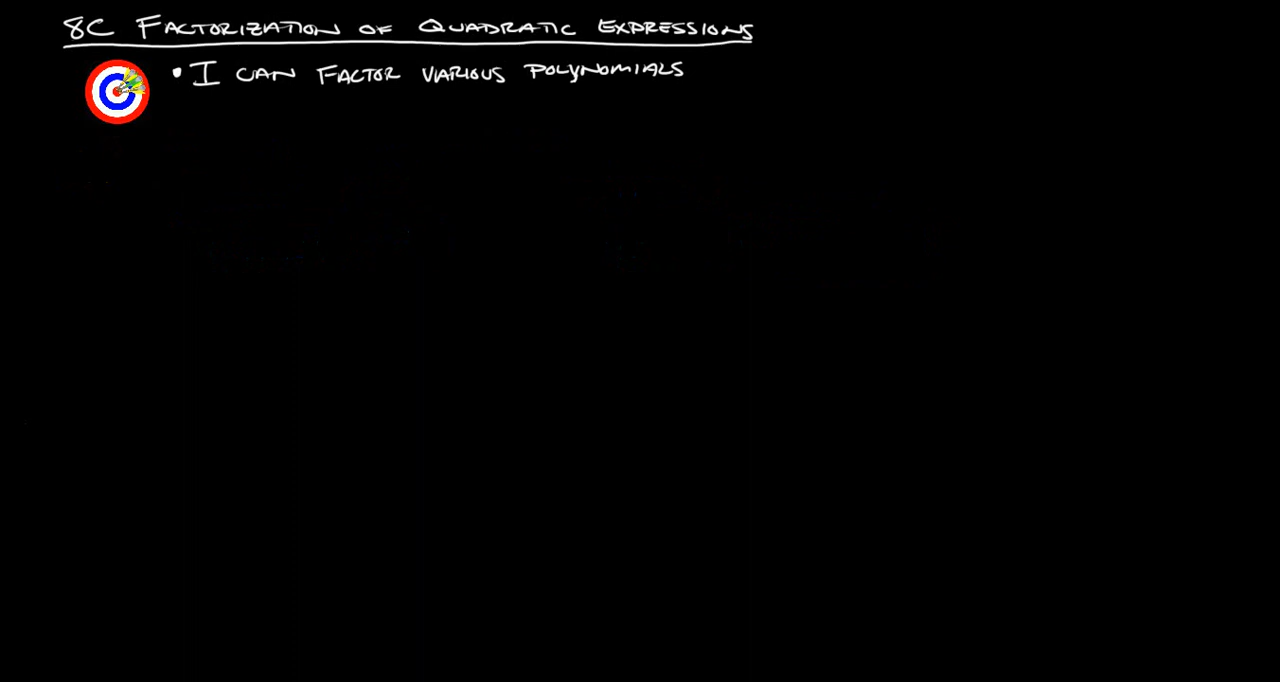 8C FACTORIZATION OF QUADRATIC EXPRESSIONS
• I CAN FACTOR VARIOUS POLYNOMIALS